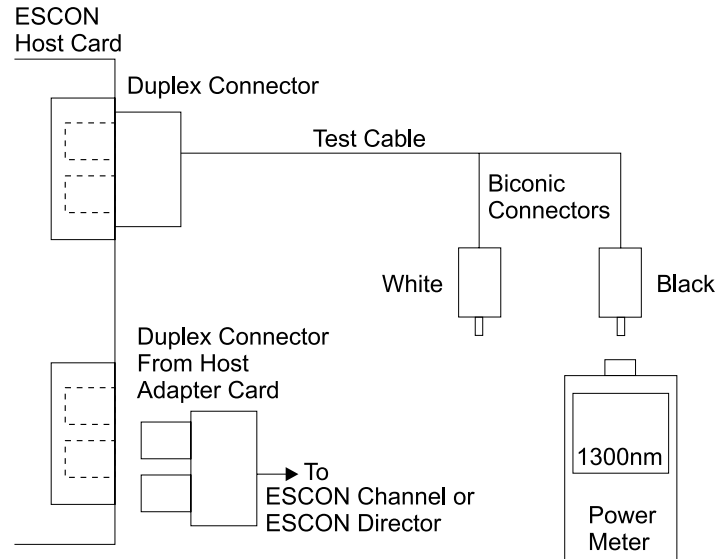 ESCON
Host Card
Duplex Connector
Test Cable
Biconic
Connectors
White
Black
Duplex Connector
From Host
Adapter Card
To
ESCON Channel or
ESCON Director
1300nm
Power
Meter